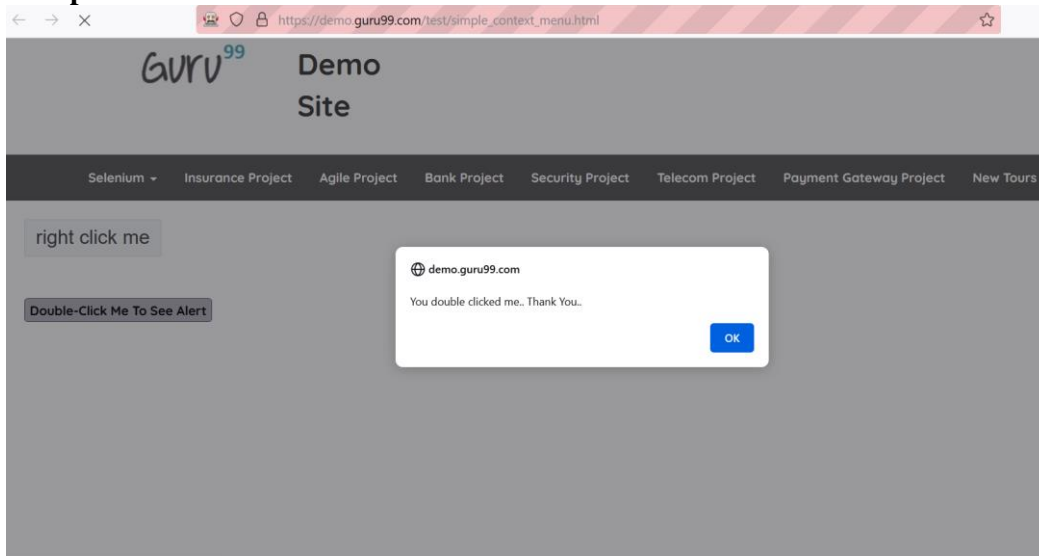 https://demo.guru99.com/test/simple_context_menu.html
Guru99
Demo
Site
Selenium Insurance Project Agile Project Bank Project Security Project Telecom Project Payment Gateway Project New Tours
right click me
demo.guru99.com
You double clicked me.. Thank You..
OK
Double-Click Me To See Alert